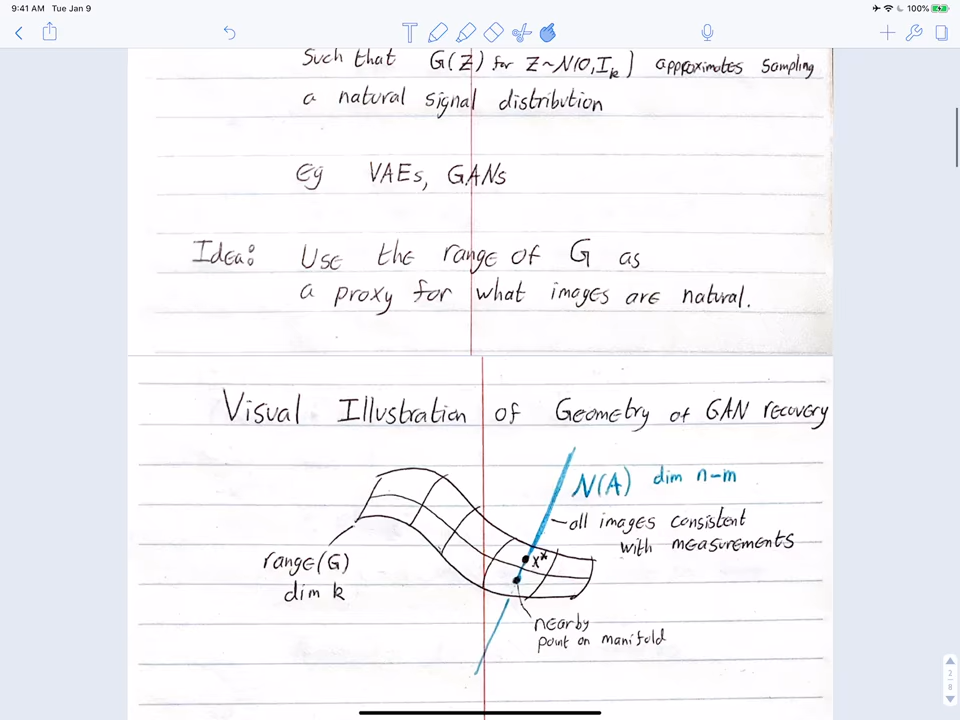 9:41 AM Tue Jan 9
100%
T
Such that G(Z) for Z~N(0,I_k) approximates sampling
a natural signal distribution
Eg VAEs, GANs
Idea: Use the range of G as
a proxy for what images are natural.
Visual Illustration of Geometry of GAN recovery
N(A) dim n-m
all images consistent
with measurements
x*
range(G)
dim k
nearby
point on manifold
2
8